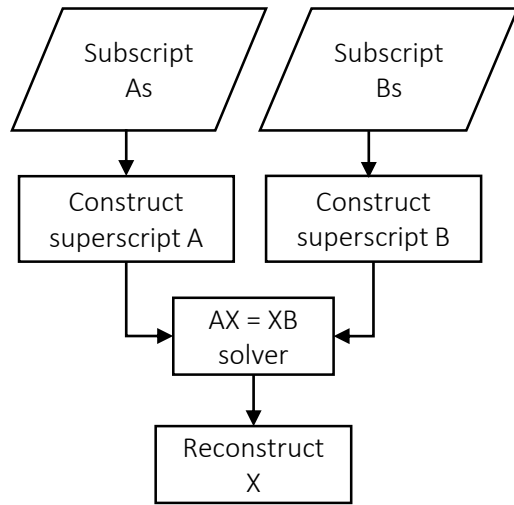 Subscript
As
Subscript
Bs
Construct
superscript A
Construct
superscript B
AX = XB
solver
Reconstruct
X